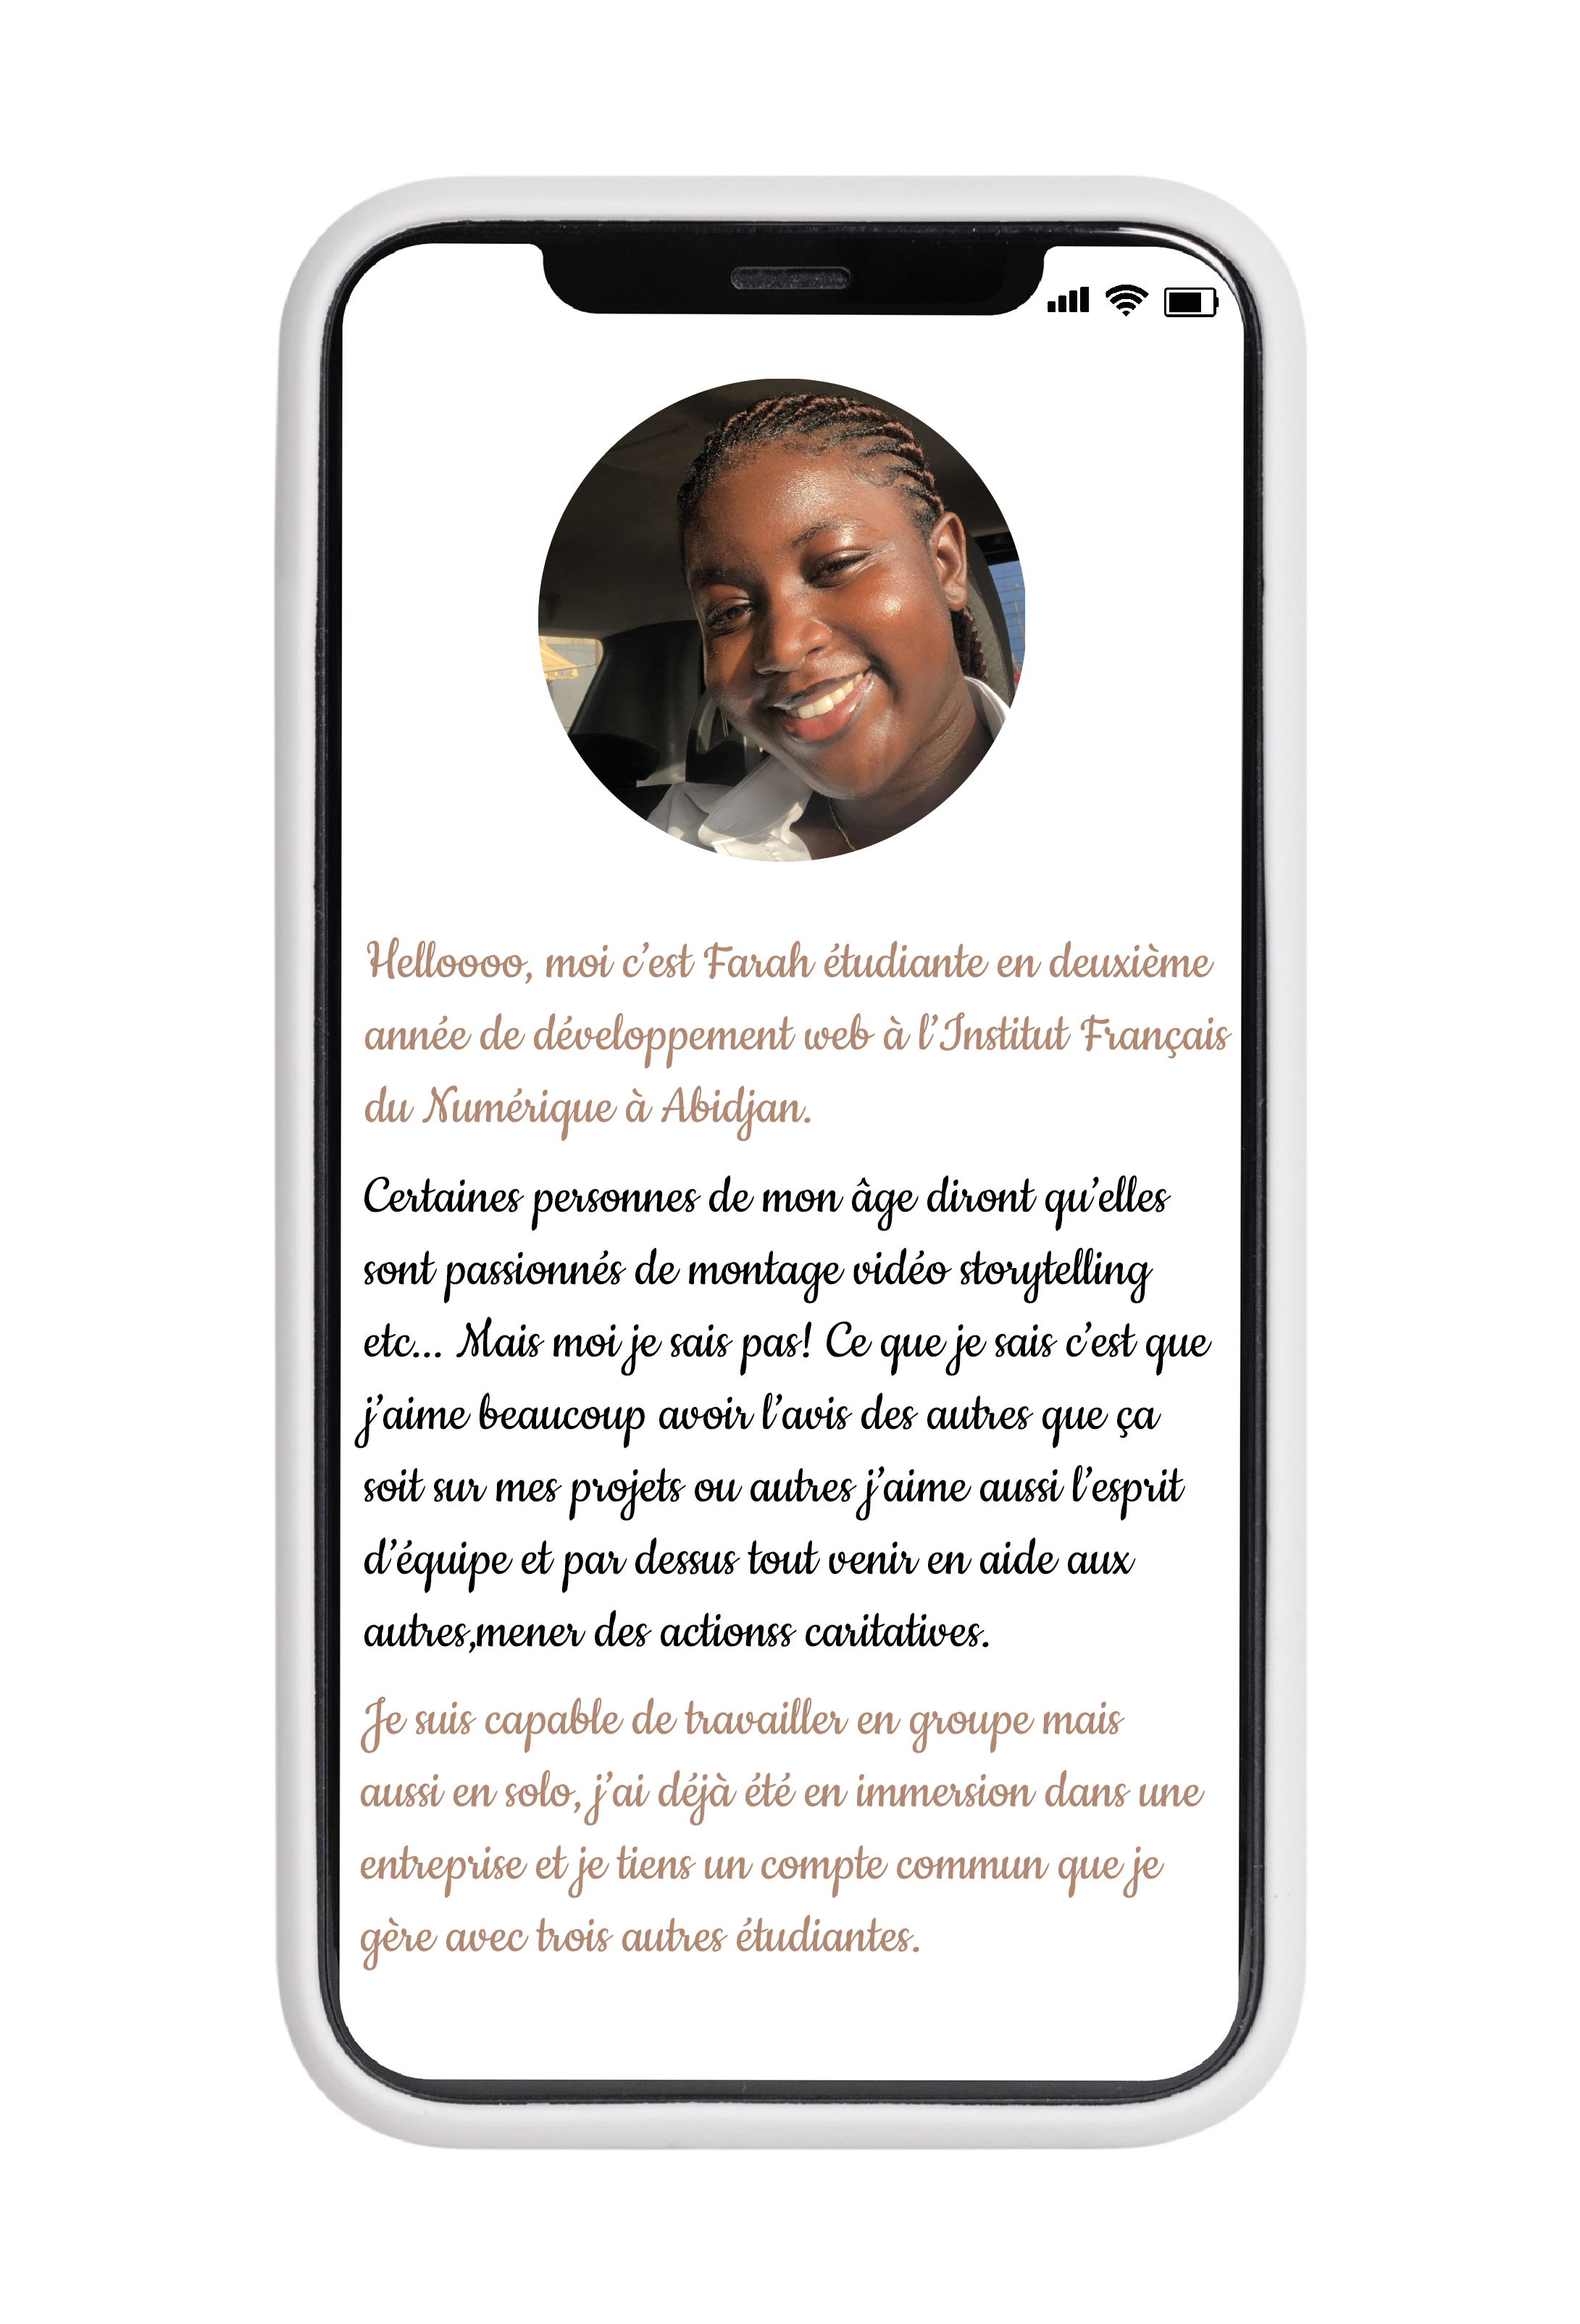 Helloooo, moi c'est Farah étudiante en deuxième
année de développement web à l'Institut Français
du Numérique à Abidjan.
Certaines personnes de mon âge diront qu'elles
sont passionnés de montage vidéo storytelling
etc... Mais moi je sais pas! Ce que je sais c'est que
j'aime beaucoup avoir l'avis des autres que ça
soit sur mes projets ou autres j'aime aussi l'esprit
d'équipe et par dessus tout venir en aide aux
autres,mener des actionss caritatives.
Je suis capable de travailler en groupe mais
aussi en solo, j'ai déjà été en immersion dans une
entreprise et je tiens un compte commun que je
gère avec trois autres étudiantes.